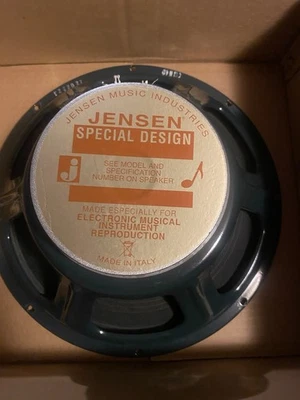 JENSEN MUSIC INDUSTRIES
JENSEN®
SPECIAL DESIGN
j
SEE MODEL AND
SPECIFICATION
NUMBER ON SPEAKER
MADE ESPECIALLY FOR
ELECTRONIC MUSICAL
INSTRUMENT
REPRODUCTION
MADE IN ITALY